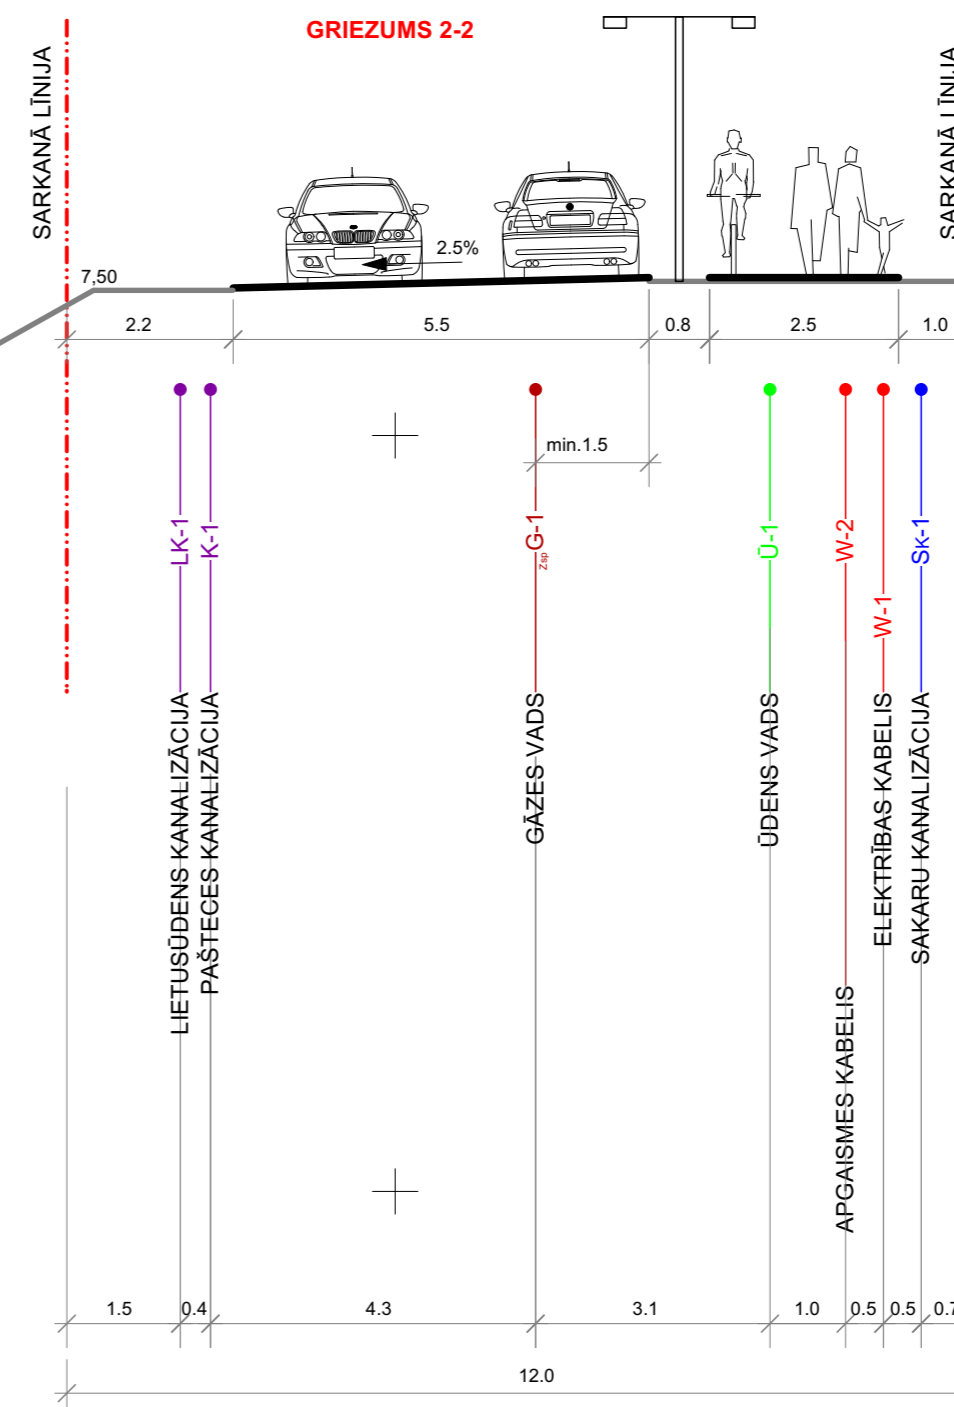 GRIEZUMS 2-2
SARKANĀ LĪNIJA
SARKANĀ LĪNIJA
2.5%
7,50
2.2
5.5
0.8
2.5
1.0
min.1.5
LK-1
K-1
Zsp G-1
Ū-1
W-2
W-1
SK-1
LIETUSŪDENS KANALIZĀCIJA
PAŠTECES KANALIZĀCIJA
GĀZES VADS
ŪDENS VADS
APGAISMES KABELIS
ELEKTRĪBAS KABELIS
SAKARU KANALIZĀCIJA
1.5
0.4
4.3
3.1
1.0
0.5
0.5
0.7
12.0